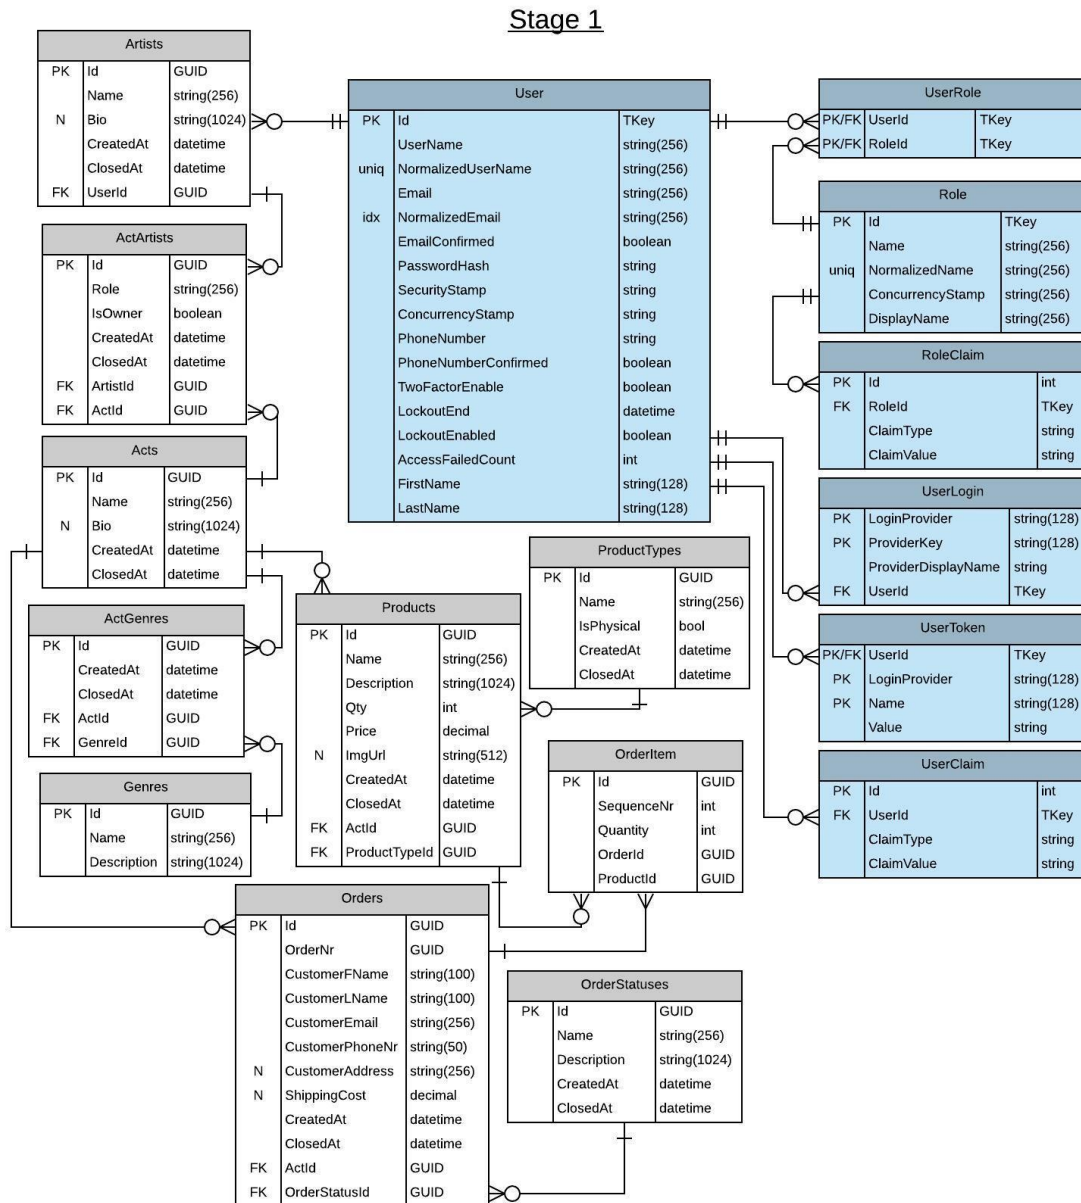 Stage 1
Artists
PK Id GUID
Name string(256)
N Bio string(1024)
CreatedAt datetime
ClosedAt datetime
FK UserId GUID
ActArtists
PK Id GUID
Role string(256)
IsOwner boolean
CreatedAt datetime
ClosedAt datetime
FK ArtistId GUID
FK ActId GUID
Acts
PK Id GUID
Name string(256)
N Bio string(1024)
CreatedAt datetime
ClosedAt datetime
ActGenres
PK Id GUID
CreatedAt datetime
ClosedAt datetime
FK ActId GUID
FK GenreId GUID
Genres
PK Id GUID
Name string(256)
Description string(1024)
User
PK Id TKey
UserName string(256)
uniq NormalizedUserName string(256)
Email string(256)
idx NormalizedEmail string(256)
EmailConfirmed boolean
PasswordHash string
SecurityStamp string
ConcurrencyStamp string
PhoneNumber string
PhoneNumberConfirmed boolean
TwoFactorEnable boolean
LockoutEnd datetime
LockoutEnabled boolean
AccessFailedCount int
FirstName string(128)
LastName string(128)
Products
PK Id GUID
Name string(256)
Description string(1024)
Qty int
Price decimal
N ImgUrl string(512)
CreatedAt datetime
ClosedAt datetime
FK ActId GUID
FK ProductTypeId GUID
ProductTypes
PK Id GUID
Name string(256)
IsPhysical bool
CreatedAt datetime
ClosedAt datetime
OrderItem
PK Id GUID
SequenceNr int
Quantity int
OrderId GUID
ProductId GUID
Orders
PK Id GUID
OrderNr GUID
CustomerFName string(100)
CustomerLName string(100)
CustomerEmail string(256)
CustomerPhoneNr string(50)
N CustomerAddress string(256)
N ShippingCost decimal
CreatedAt datetime
ClosedAt datetime
FK ActId GUID
FK OrderStatusId GUID
OrderStatuses
PK Id GUID
Name string(256)
Description string(1024)
CreatedAt datetime
ClosedAt datetime
UserRole
PK/FK UserId TKey
PK/FK RoleId TKey
Role
PK Id TKey
Name string(256)
uniq NormalizedName string(256)
ConcurrencyStamp string(256)
DisplayName string(256)
RoleClaim
PK Id int
FK RoleId TKey
ClaimType string
ClaimValue string
UserLogin
PK LoginProvider string(128)
PK ProviderKey string(128)
ProviderDisplayName string
FK UserId TKey
UserToken
PK/FK UserId TKey
PK LoginProvider string(128)
PK Name string(128)
Value string
UserClaim
PK Id int
FK UserId TKey
ClaimType string
ClaimValue string